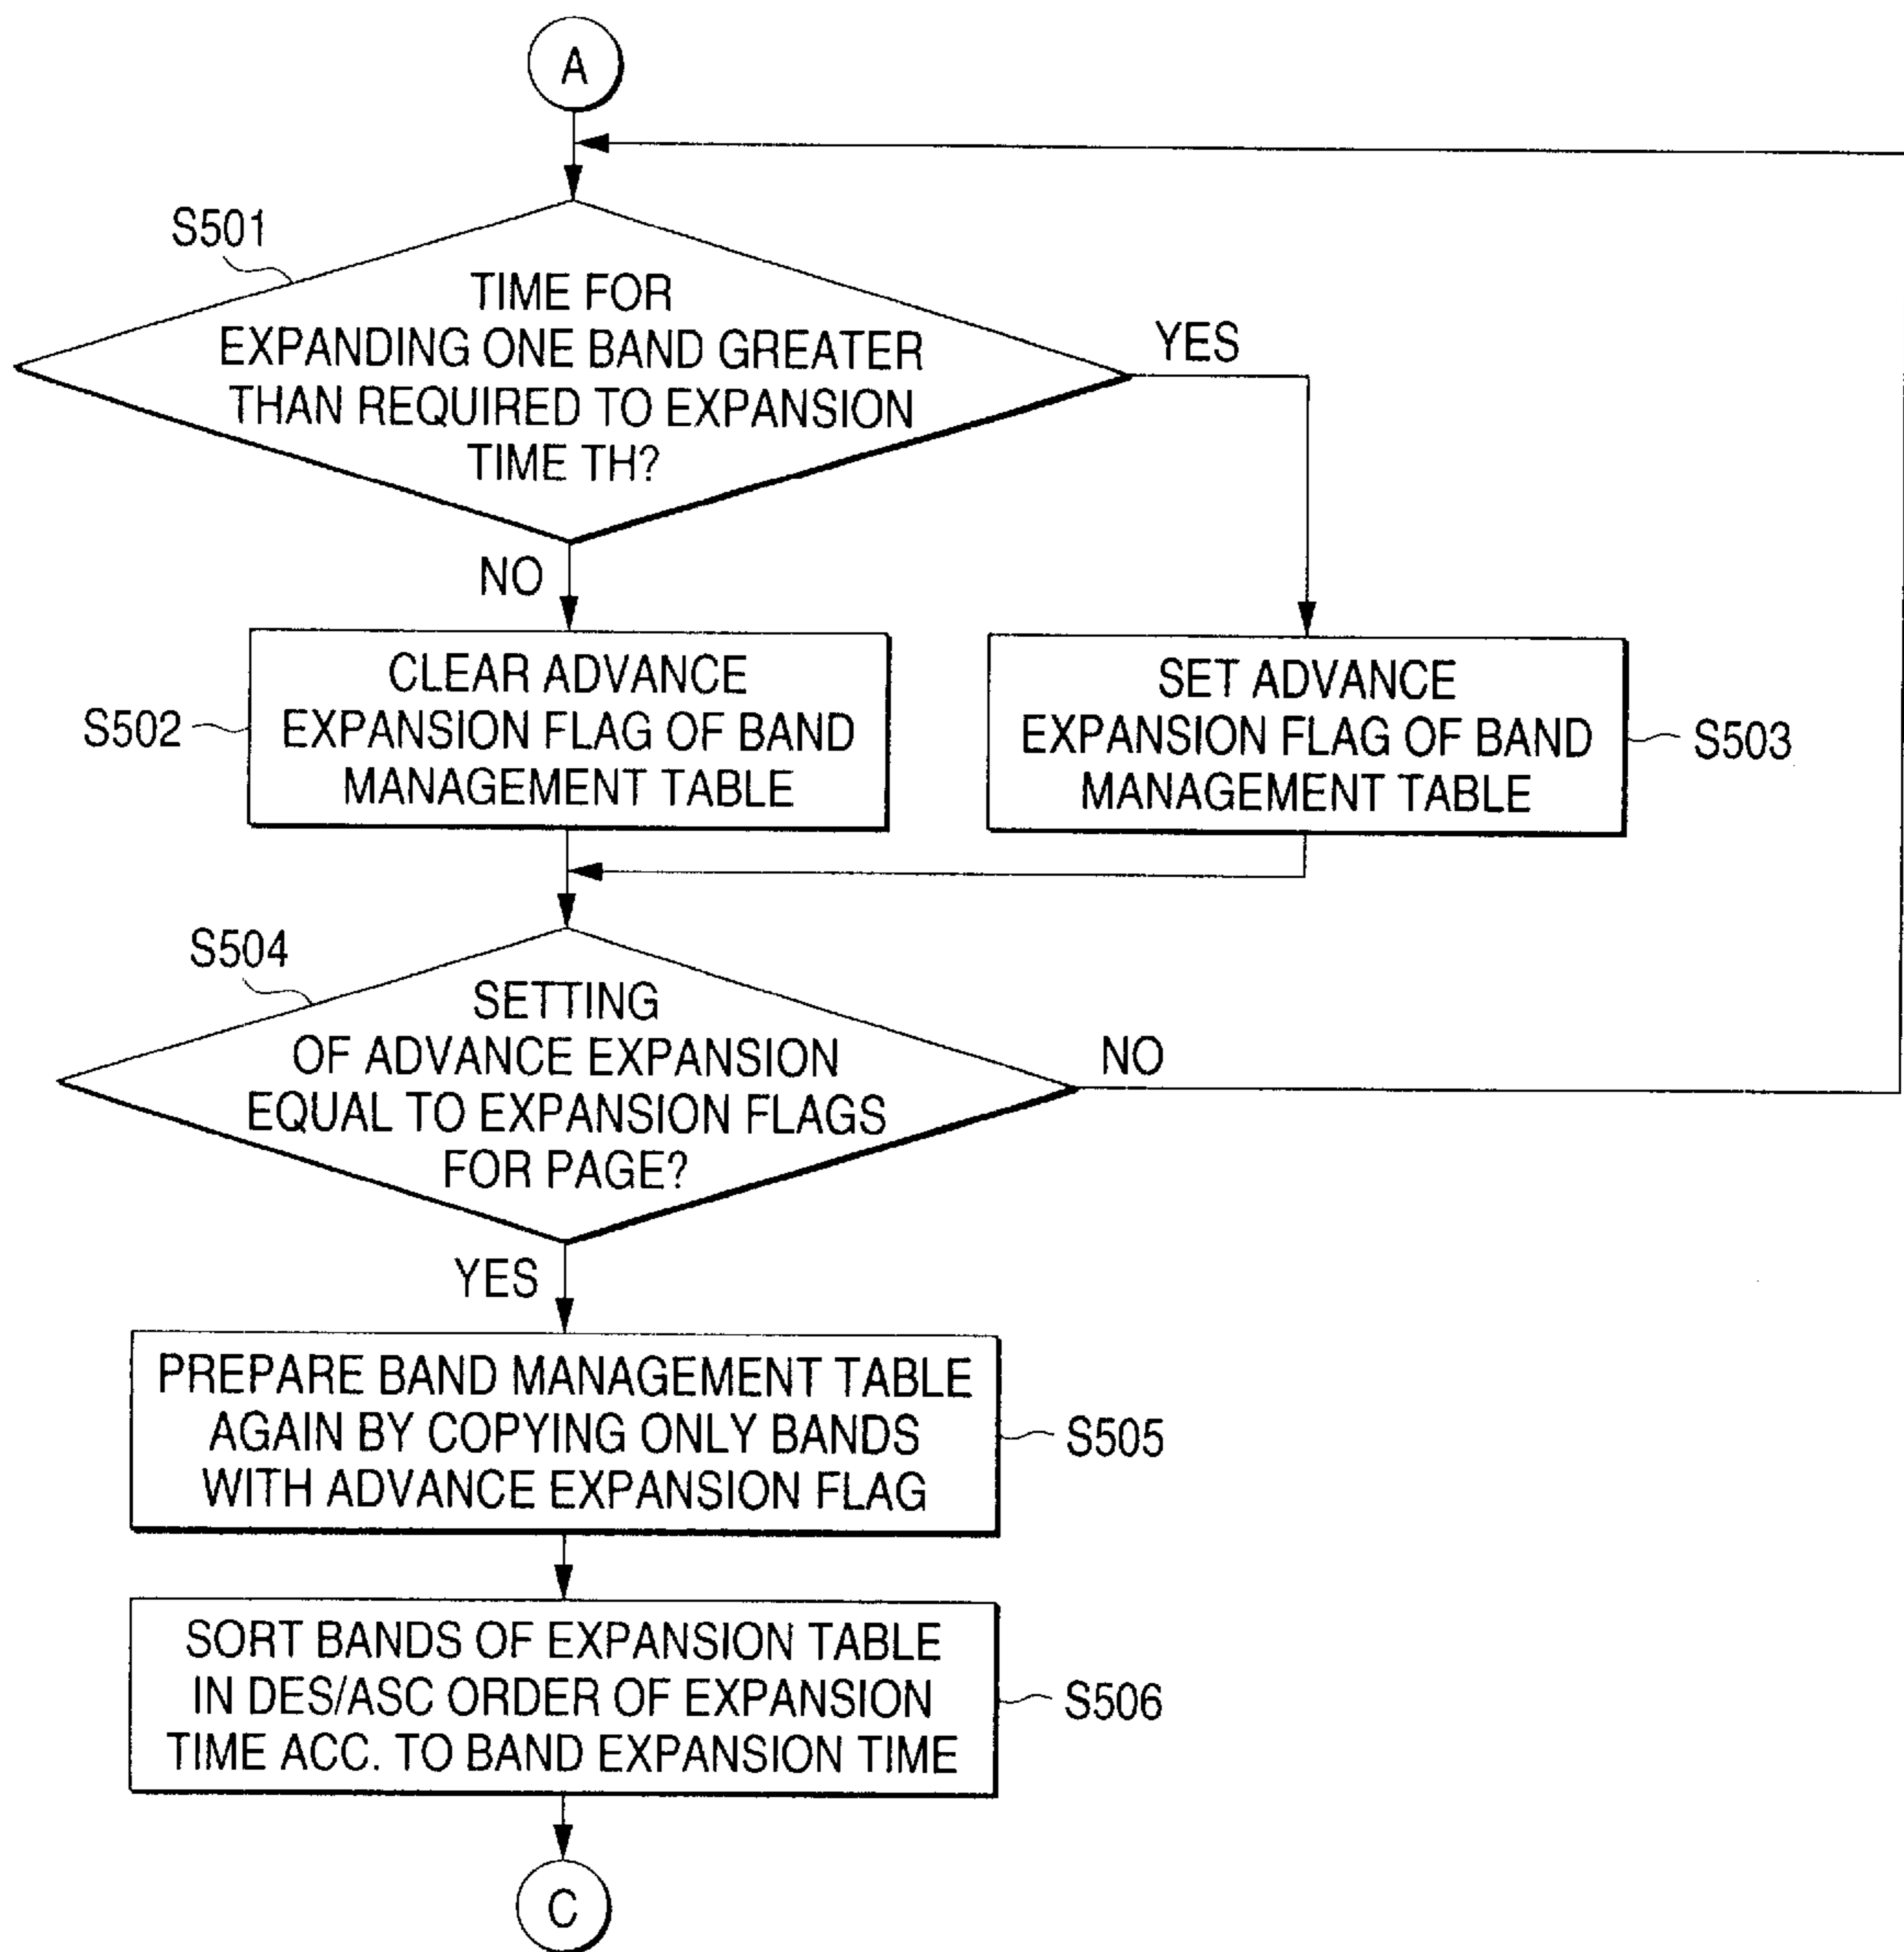 A
S501
TIME FOR
EXPANDING ONE BAND GREATER
THAN REQUIRED TO EXPANSION
TIME TH?
YES
NO
S502
CLEAR ADVANCE
EXPANSION FLAG OF BAND
MANAGEMENT TABLE
SET ADVANCE
EXPANSION FLAG OF BAND
MANAGEMENT TABLE
S503
S504
SETTING
OF ADVANCE EXPANSION
EQUAL TO EXPANSION FLAGS
FOR PAGE?
NO
YES
PREPARE BAND MANAGEMENT TABLE
AGAIN BY COPYING ONLY BANDS
WITH ADVANCE EXPANSION FLAG
S505
SORT BANDS OF EXPANSION TABLE
IN DES/ASC ORDER OF EXPANSION
TIME ACC. TO BAND EXPANSION TIME
S506
C